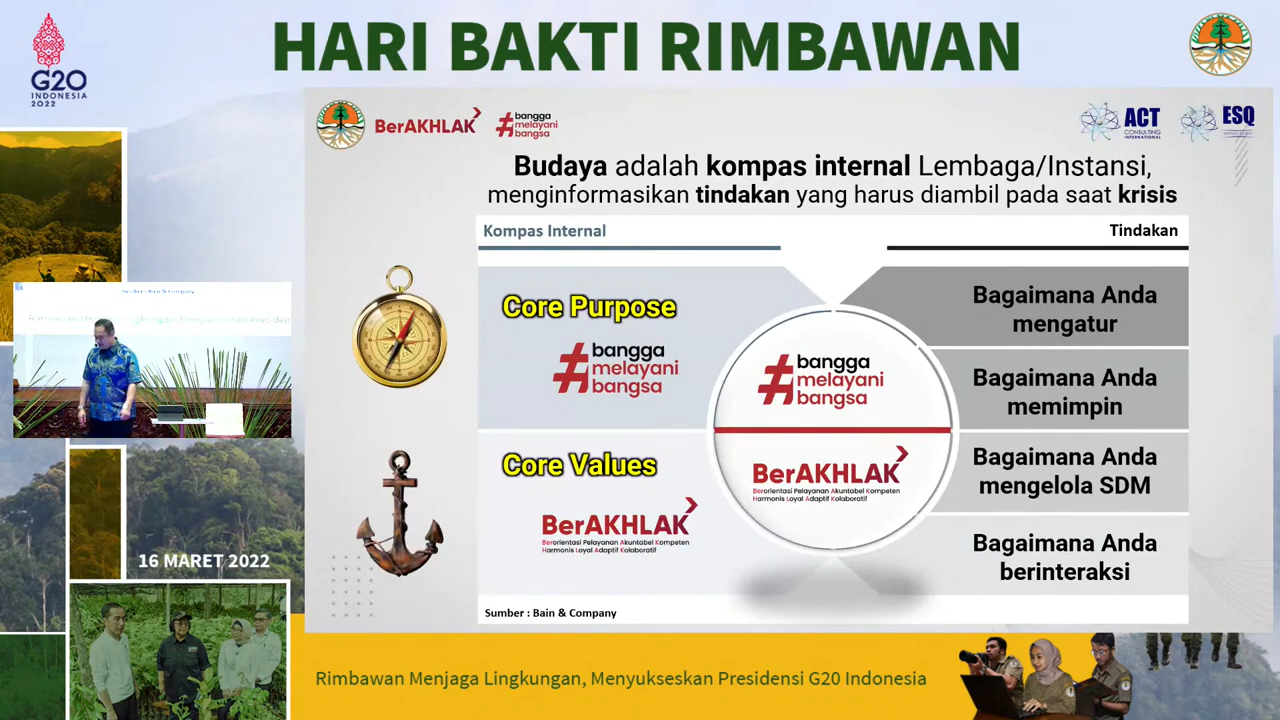 HARI BAKTI RIMBAWAN
G20
INDONESIA
2022
BerAKHLAK
#bangga
melayani
bangsa
ACT
CONSULTING
INTERNATIONAL
ESQ
Budaya adalah kompas internal Lembaga/Instansi,
menginformasikan tindakan yang harus diambil pada saat krisis
Kompas Internal
Tindakan
Core Purpose
#bangga
melayani
bangsa
Core Values
BerAKHLAK
Berorientasi Pelayanan Akuntabel Kompeten
Harmonis Loyal Adaptif Kolaboratif
#bangga
melayani
bangsa
BerAKHLAK
Berorientasi Pelayanan Akuntabel Kompeten
Harmonis Loyal Adaptif Kolaboratif
Bagaimana Anda
mengatur
Bagaimana Anda
memimpin
Bagaimana Anda
mengelola SDM
Bagaimana Anda
berinteraksi
Sumber : Bain & Company
Sumber : Bain & Company
16 MARET 2022
Rimbawan Menjaga Lingkungan, Menyukseskan Presidensi G20 Indonesia